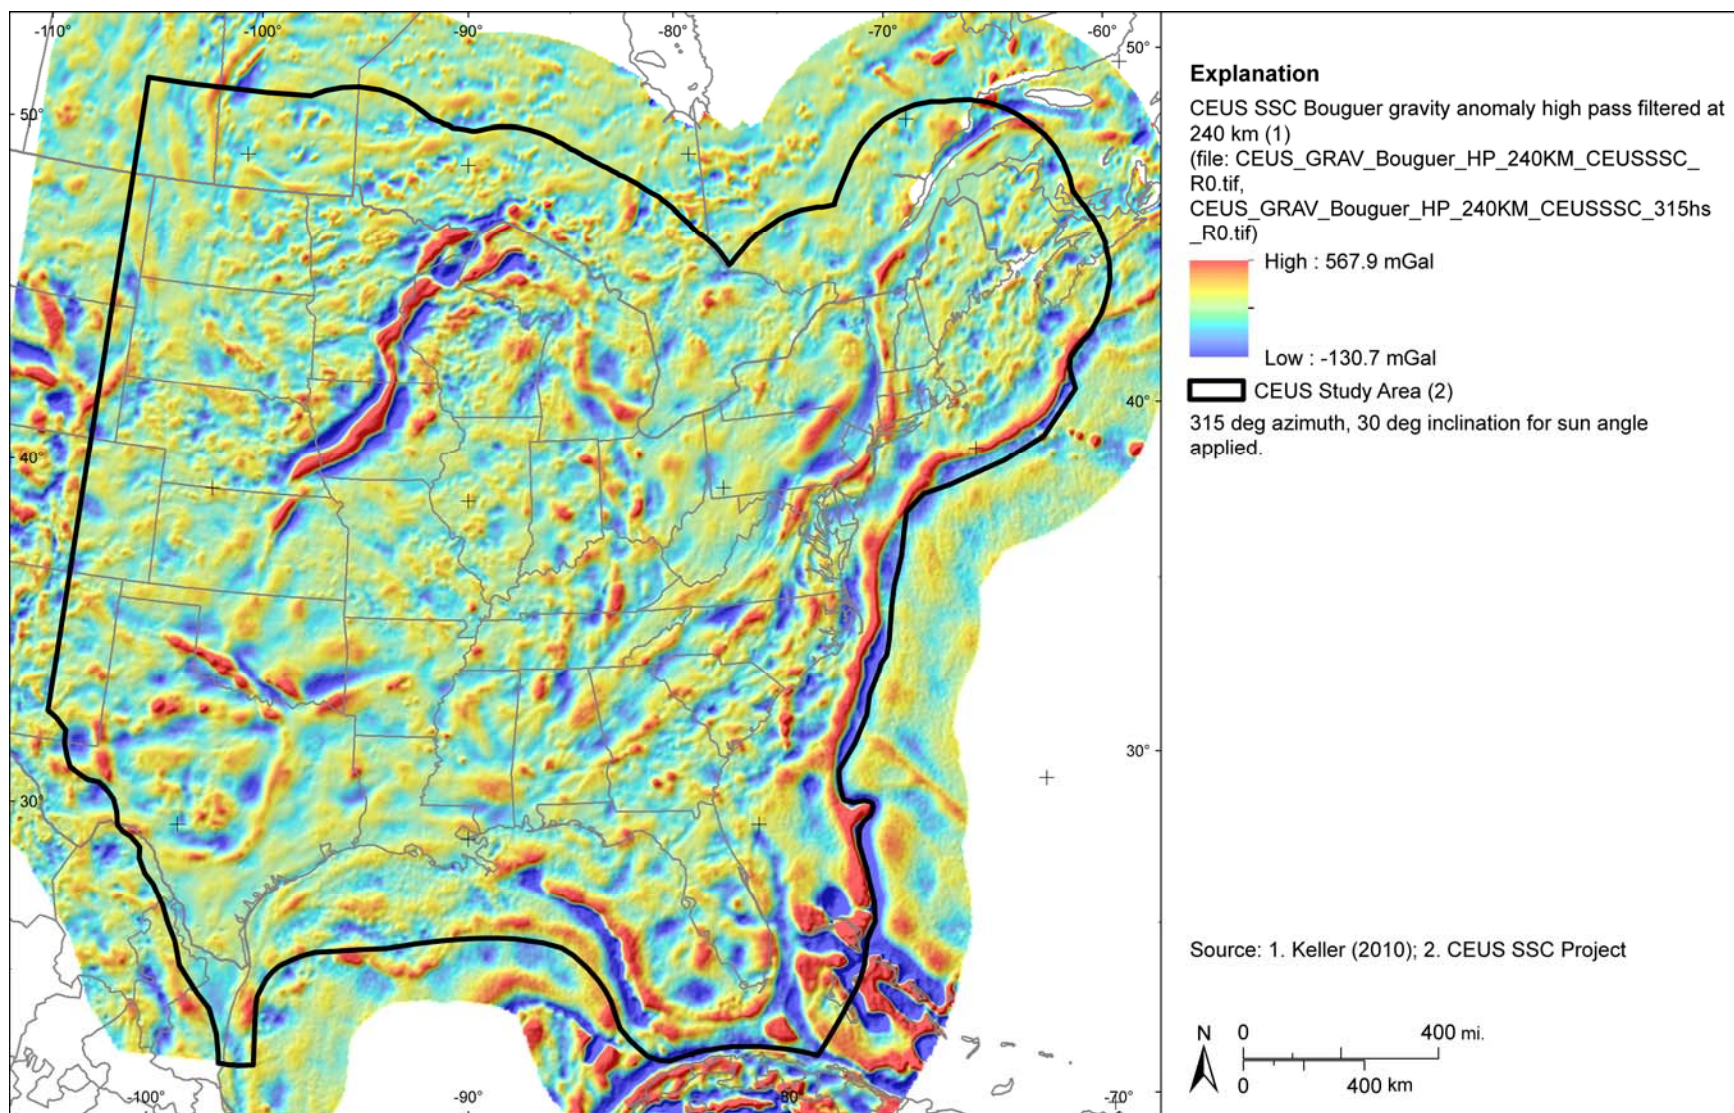 -110°
-100°
-90°
-80°
-70°
-60°
50°
50°
40°
40°
30°
30°
-100°
-90°
-80°
-70°
Explanation
CEUS SSC Bouguer gravity anomaly high pass filtered at
240 km (1)
(file: CEUS_GRAV_Bouguer_HP_240KM_CEUSSSC_
R0.tif,
CEUS_GRAV_Bouguer_HP_240KM_CEUSSSC_315hs
_R0.tif)
High : 567.9 mGal
Low : -130.7 mGal
CEUS Study Area (2)
315 deg azimuth, 30 deg inclination for sun angle
applied.
Source: 1. Keller (2010); 2. CEUS SSC Project
N
0 400 mi.
0 400 km